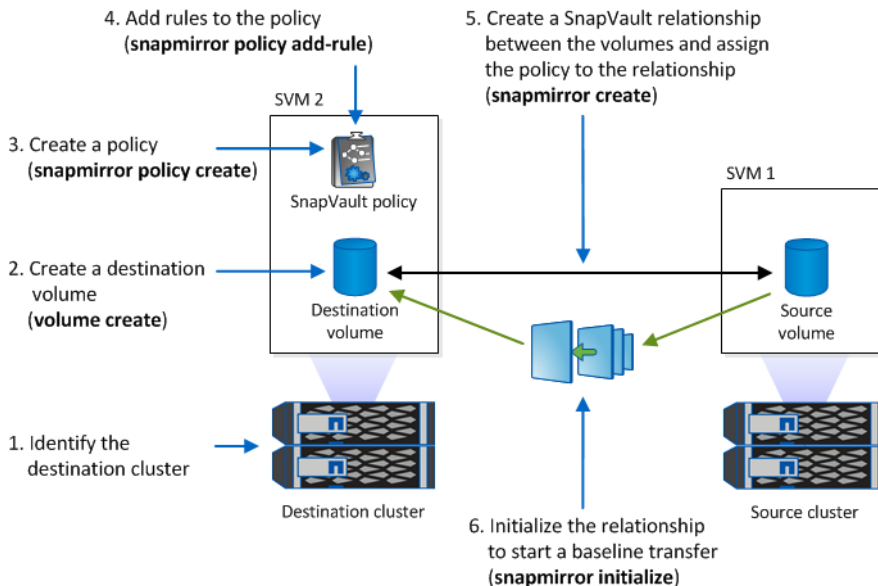 4. Add rules to the policy
(snapmirror policy add-rule)
5. Create a SnapVault relationship
between the volumes and assign
the policy to the relationship
(snapmirror create)
SVM 2
3. Create a policy
(snapmirror policy create)
SnapVault policy
SVM 1
2. Create a destination
volume
(volume create)
Destination
volume
Source
volume
1. Identify the
destination cluster
Destination cluster
6. Initialize the relationship
to start a baseline transfer
(snapmirror initialize)
Source cluster